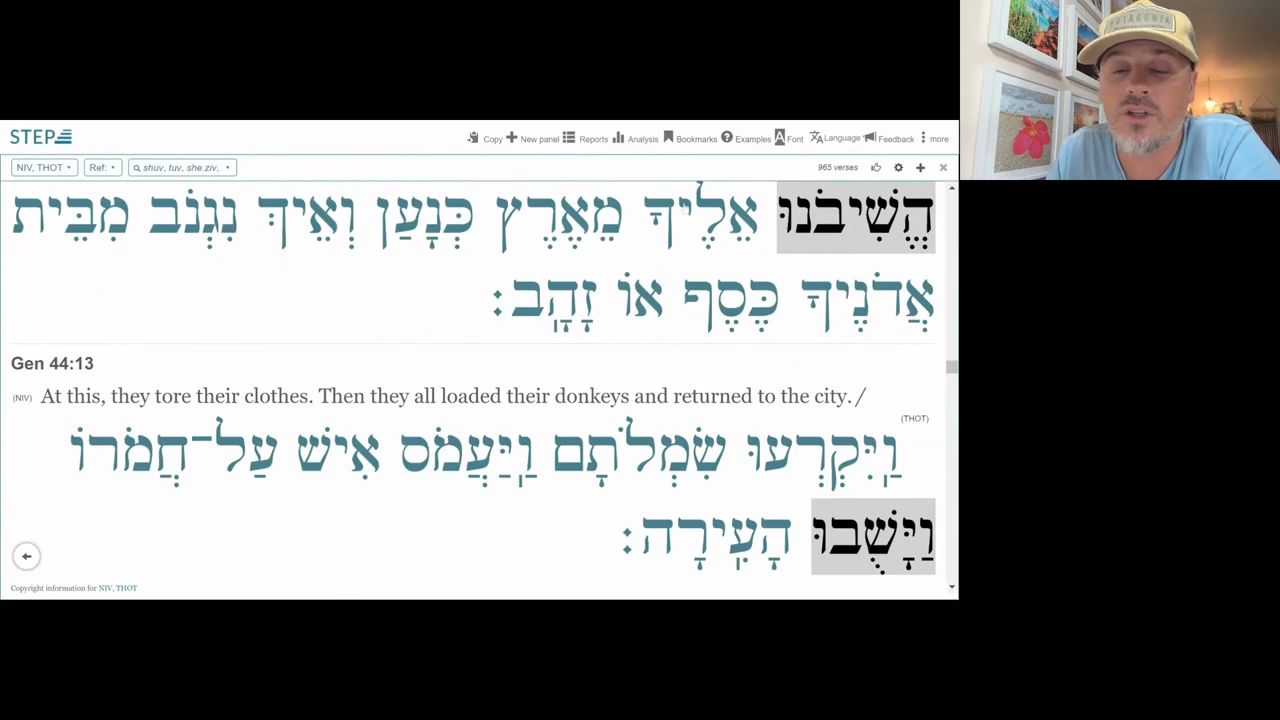 PATAGONIA
STEP
Copy New panel Reports Analysis Bookmarks Examples A Font Language Feedback more
NIV, THOT Ref: shuv, tuv, she.ziv, 965 verses
הֱשִׁיבֹנוּ אֵלֶיךָ מֵאֶרֶץ כְּנָעַן וְאֵיךְ נִגְנֹב מִבֵּית
אֲדֹנֶיךָ כֶּסֶף אוֹ זָהָב׃
Gen 44:13
(NIV) At this, they tore their clothes. Then they all loaded their donkeys and returned to the city. /
(THOT)
וַיִּקְרְעוּ שִׂמְלֹתָם וַיַּעֲמֹס אִישׁ עַל־חֲמֹרוֹ
וַיָּשֻׁבוּ הָעִירָה׃
Copyright information for NIV, THOT